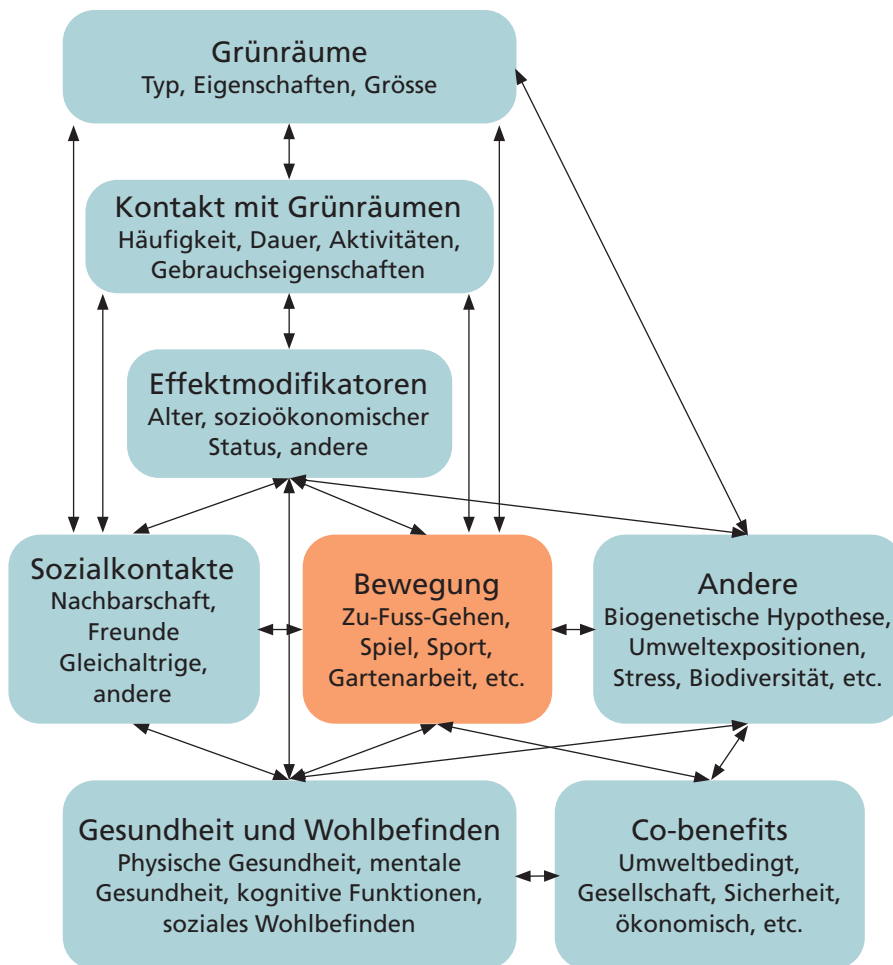 Grünräume
Typ, Eigenschaften, Grösse
Kontakt mit Grünräumen
Häufigkeit, Dauer, Aktivitäten,
Gebrauchseigenschaften
Effektmodifikatoren
Alter, sozioökonomischer
Status, andere
Sozialkontakte
Nachbarschaft,
Freunde
Gleichaltrige,
andere
Bewegung
Zu-Fuss-Gehen,
Spiel, Sport,
Gartenarbeit, etc.
Andere
Biogenetische Hypothese,
Umweltexpositionen,
Stress, Biodiversität, etc.
Gesundheit und Wohlbefinden
Physische Gesundheit, mentale
Gesundheit, kognitive Funktionen,
soziales Wohlbefinden
Co-benefits
Umweltbedingt,
Gesellschaft, Sicherheit,
ökonomisch, etc.